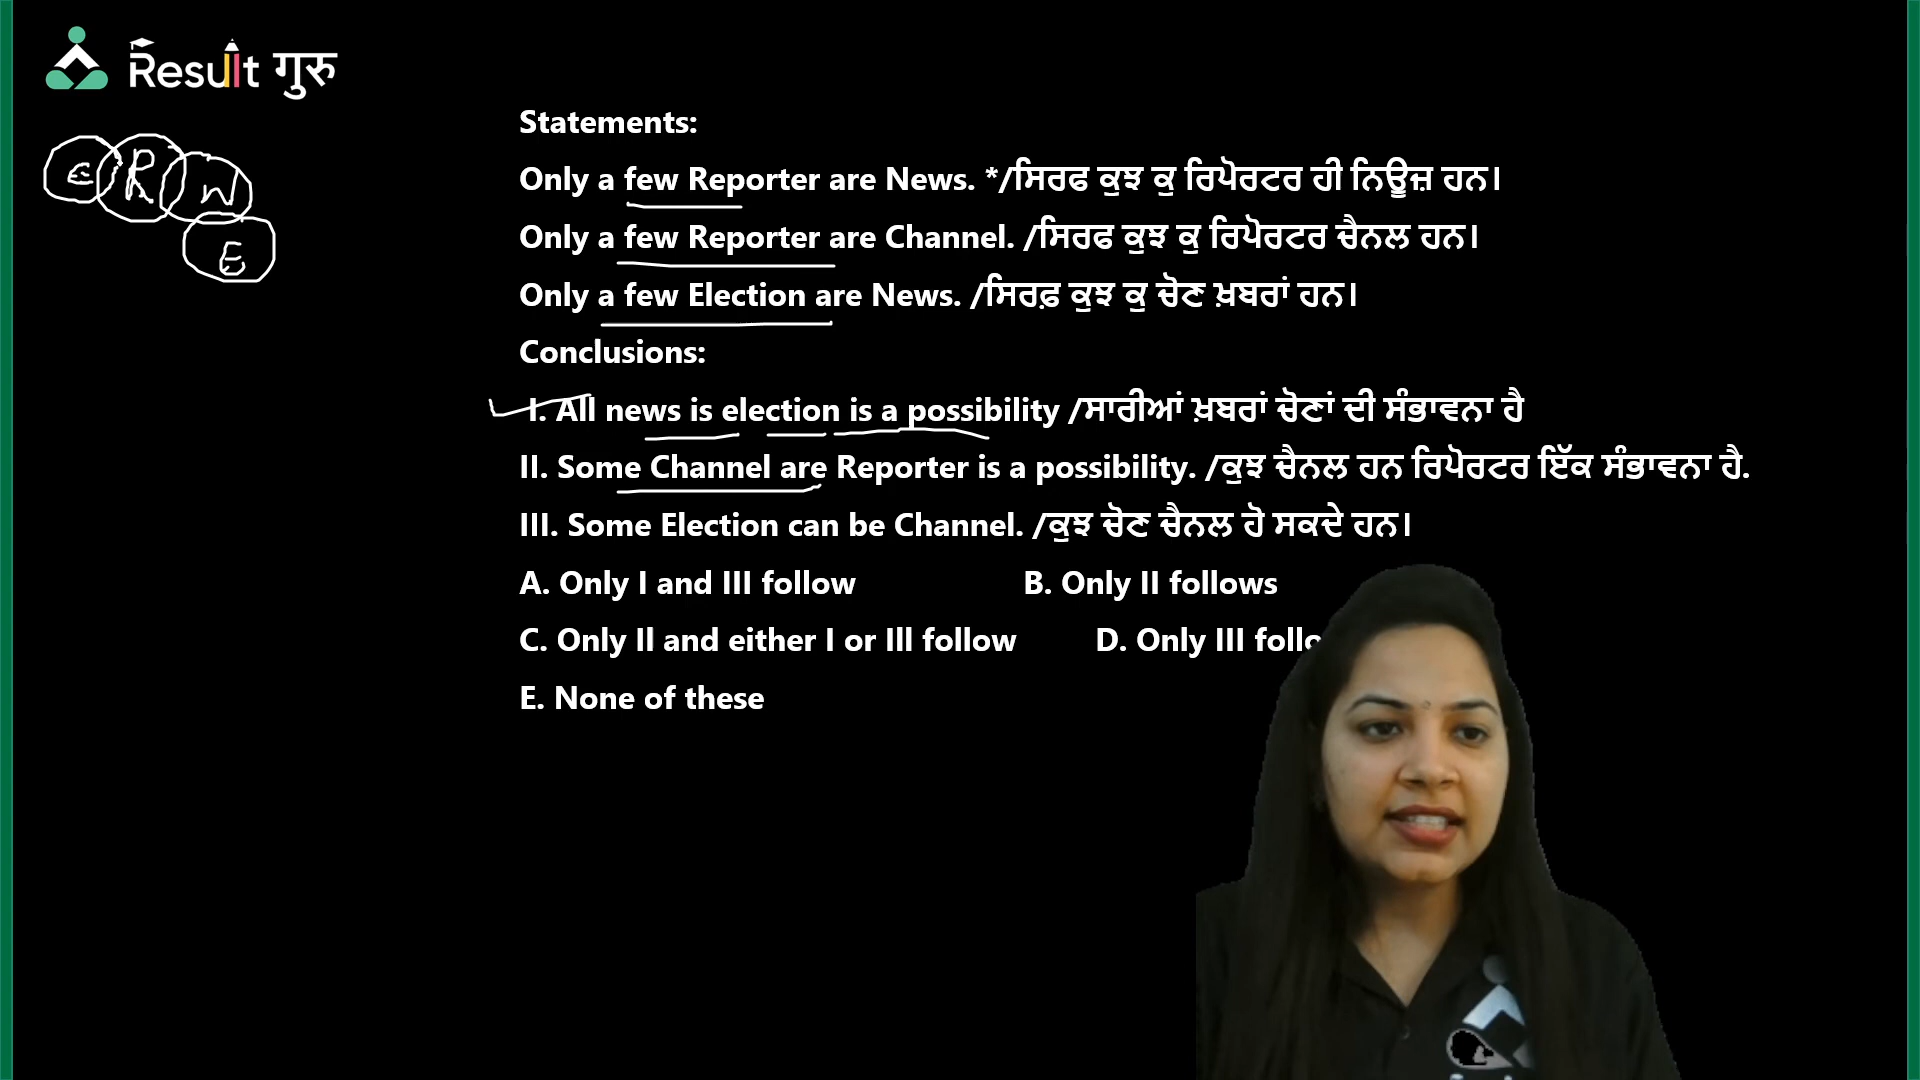 Result गुरु
Statements:
Only a few Reporter are News. */ਸਿਰਫ ਕੁਝ ਕੁ ਰਿਪੋਰਟਰ ਹੀ ਨਿਊਜ਼ ਹਨ।
Only a few Reporter are Channel. /ਸਿਰਫ ਕੁਝ ਕੁ ਰਿਪੋਰਟਰ ਚੈਨਲ ਹਨ।
Only a few Election are News. /ਸਿਰਫ਼ ਕੁਝ ਕੁ ਚੋਣ ਖ਼ਬਰਾਂ ਹਨ।
Conclusions:
I. All news is election is a possibility /ਸਾਰੀਆਂ ਖ਼ਬਰਾਂ ਚੋਣਾਂ ਦੀ ਸੰਭਾਵਨਾ ਹੈ
II. Some Channel are Reporter is a possibility. /ਕੁਝ ਚੈਨਲ ਹਨ ਰਿਪੋਰਟਰ ਇੱਕ ਸੰਭਾਵਨਾ ਹੈ.
III. Some Election can be Channel. /ਕੁਝ ਚੋਣ ਚੈਨਲ ਹੋ ਸਕਦੇ ਹਨ।
A. Only I and III follow B. Only II follows
C. Only Il and either I or Ill follow D. Only III follo
E. None of these
R N
E